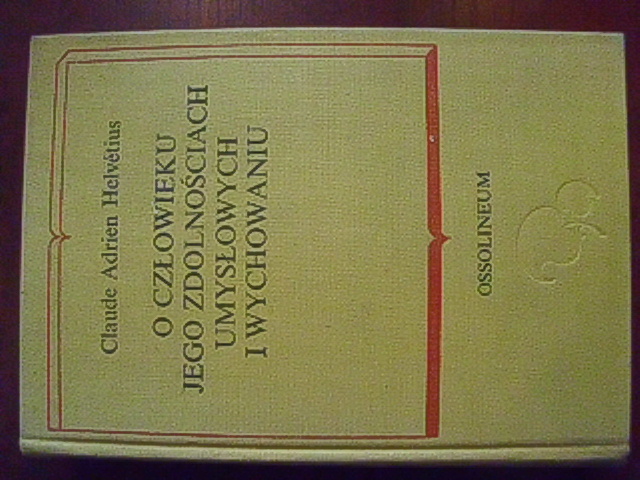 Claude Adrien Helvétius
O CZŁOWIEKU
JEGO ZDOLNOŚCIACH
UMYSŁOWYCH
I WYCHOWANIU
OSSOLINEUM